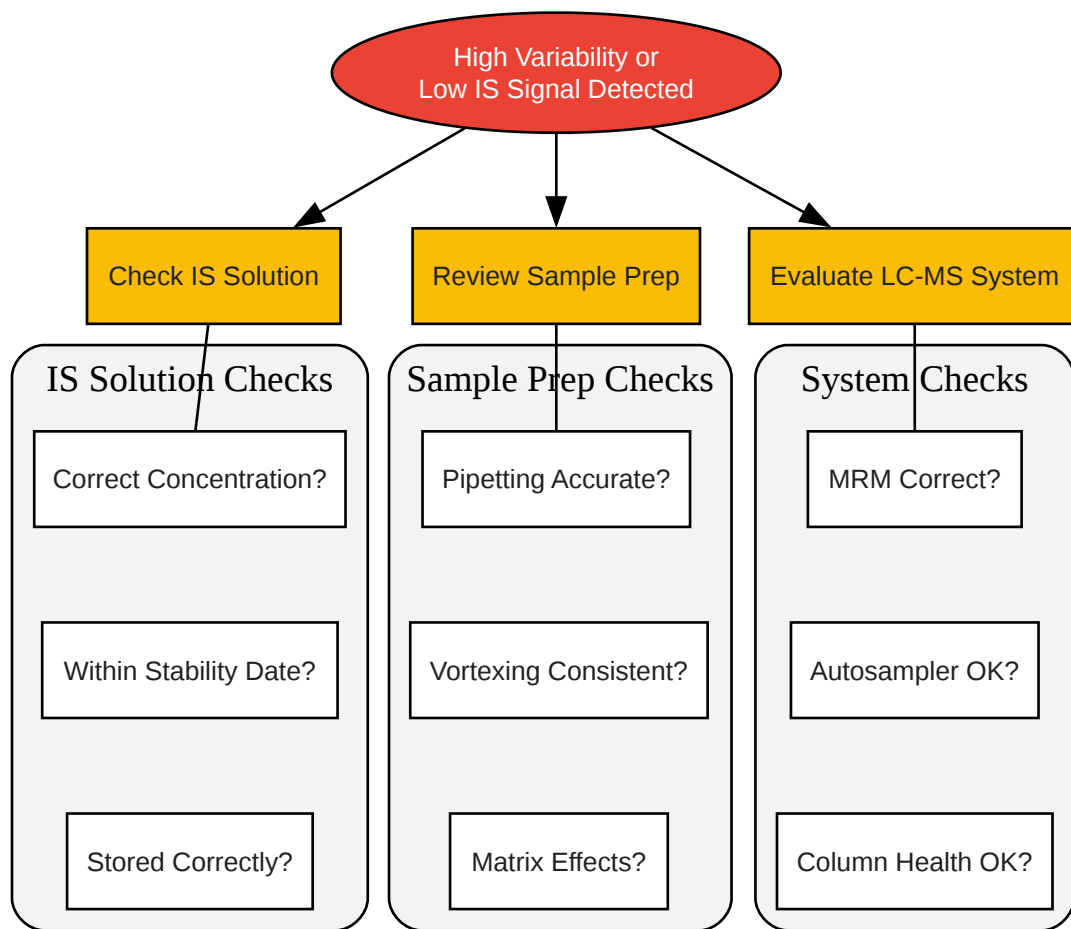 High Variability or
Low IS Signal Detected
Check IS Solution
Review Sample Prep
Evaluate LC-MS System
IS Solution Checks
Sample Prep Checks
System Checks
Correct Concentration?
Pipetting Accurate?
MRM Correct?
Within Stability Date?
Vortexing Consistent?
Autosampler OK?
Stored Correctly?
Matrix Effects?
Column Health OK?